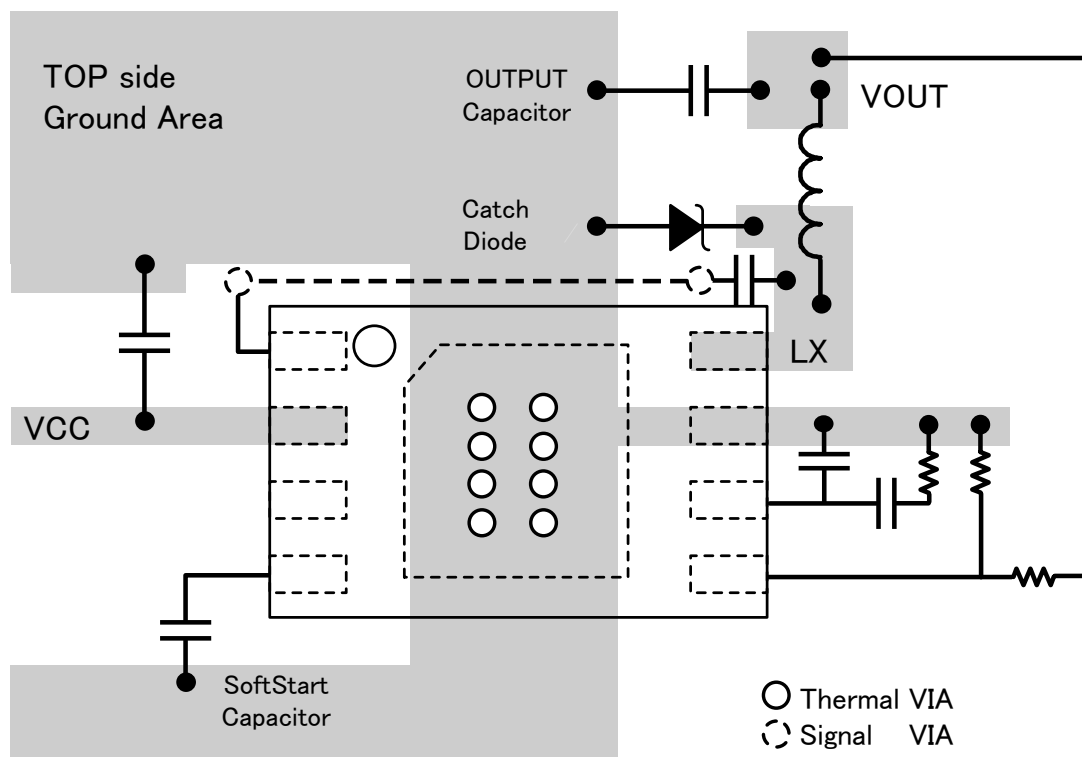 TOP side
Ground Area
OUTPUT
Capacitor
VOUT
Catch
Diode
LX
VCC
SoftStart
Capacitor
Thermal VIA
Signal VIA